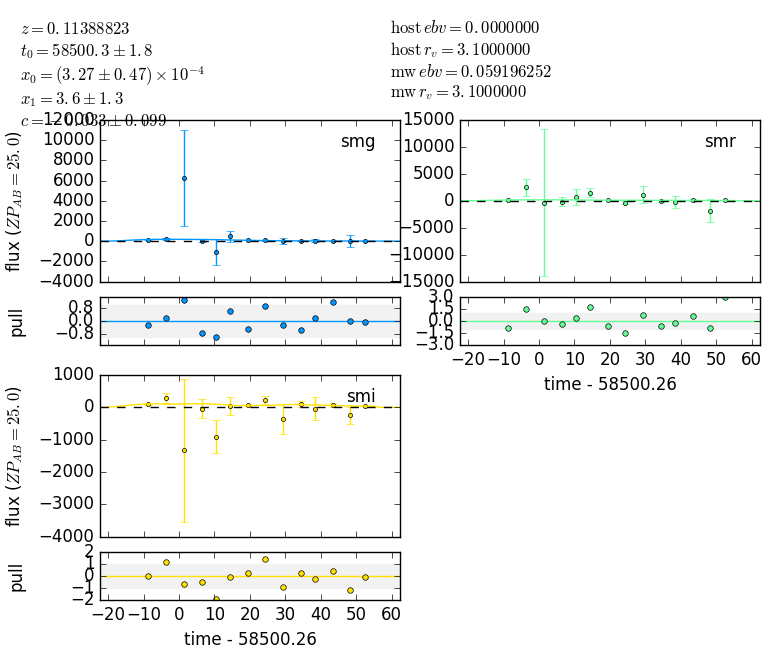 z = 0.11388823
t0 = 58500.3 ± 1.8
x0 = (3.27 ± 0.47) × 10^−4
x1 = 3.6 ± 1.3
host ebv = 0.0000000
host r_v = 3.1000000
mw ebv = 0.059196252
mw r_v = 3.1000000
smg
flux (ZP_AB = 25.0)
12000
10000
8000
6000
4000
2000
0
−2000
−4000
smr
15000
10000
5000
0
−5000
−10000
−15000
pull
0.8
0.0
−0.8
3.0
1.5
0.0
−1.5
−3.0
−20 −10 0 10 20 30 40 50 60
time - 58500.26
smi
flux (ZP_AB = 25.0)
1000
0
−1000
−2000
−3000
−4000
pull
2
1
0
−1
−2
−20 −10 0 10 20 30 40 50 60
time - 58500.26